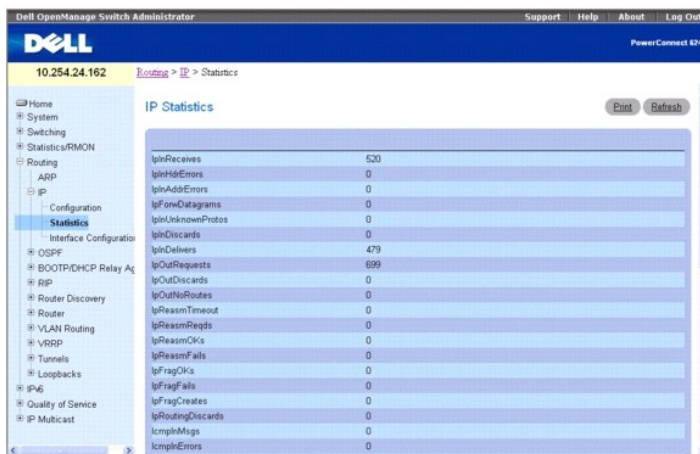 Dell OpenManage Switch Administrator Support Help About Log Out
DELL
PowerConnect 624
10.254.24.162
Routing > IP > Statistics
Home
System
Switching
Statistics/RMON
Routing
ARP
IP
Configuration
Statistics
Interface Configuration
OSPF
BOOTP/DHCP Relay Ag
RIP
Router Discovery
Router
VLAN Routing
VRRP
Tunnels
Loopbacks
IPv6
Quality of Service
IP Multicast
IP Statistics
Print Refresh
IpInReceives 520
IpInHdrErrors 0
IpInAddrErrors 0
IpForwDatagrams 0
IpInUnknownProtos 0
IpInDiscards 0
IpInDelivers 479
IpOutRequests 699
IpOutDiscards 0
IpOutNoRoutes 0
IpReasmTimeout 0
IpReasmReqds 0
IpReasmOKs 0
IpReasmFails 0
IpFragOKs 0
IpFragFails 0
IpFragCreates 0
IpRoutingDiscards 0
IcmpInMsgs 0
IcmpInErrors 0